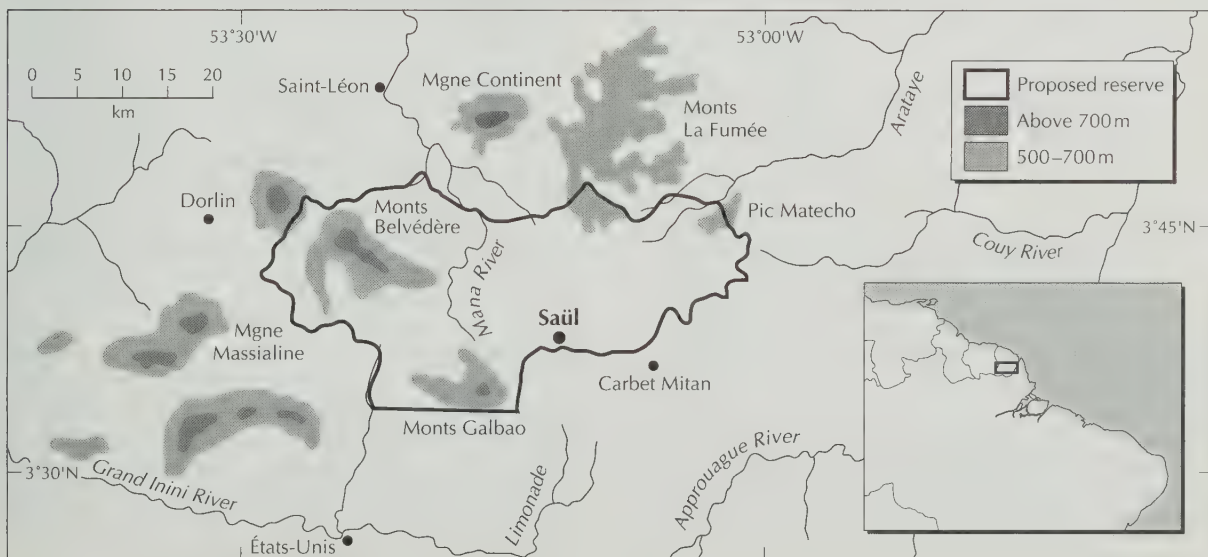 53°30'W
53°00'W
0 5 10 15 20
km
Saint-Léon
Mgne Continent
Monts
La Fumée
Arataye
Proposed reserve
Above 700 m
500–700 m
Dorlin
Monts
Belvédère
Pic Matecho
3°45'N
Couy River
Mana River
Mgne
Massialine
Saül
Carbet Mitan
Monts Galbao
3°30'N
Grand Inini River
Limonade
Approuague River
États-Unis